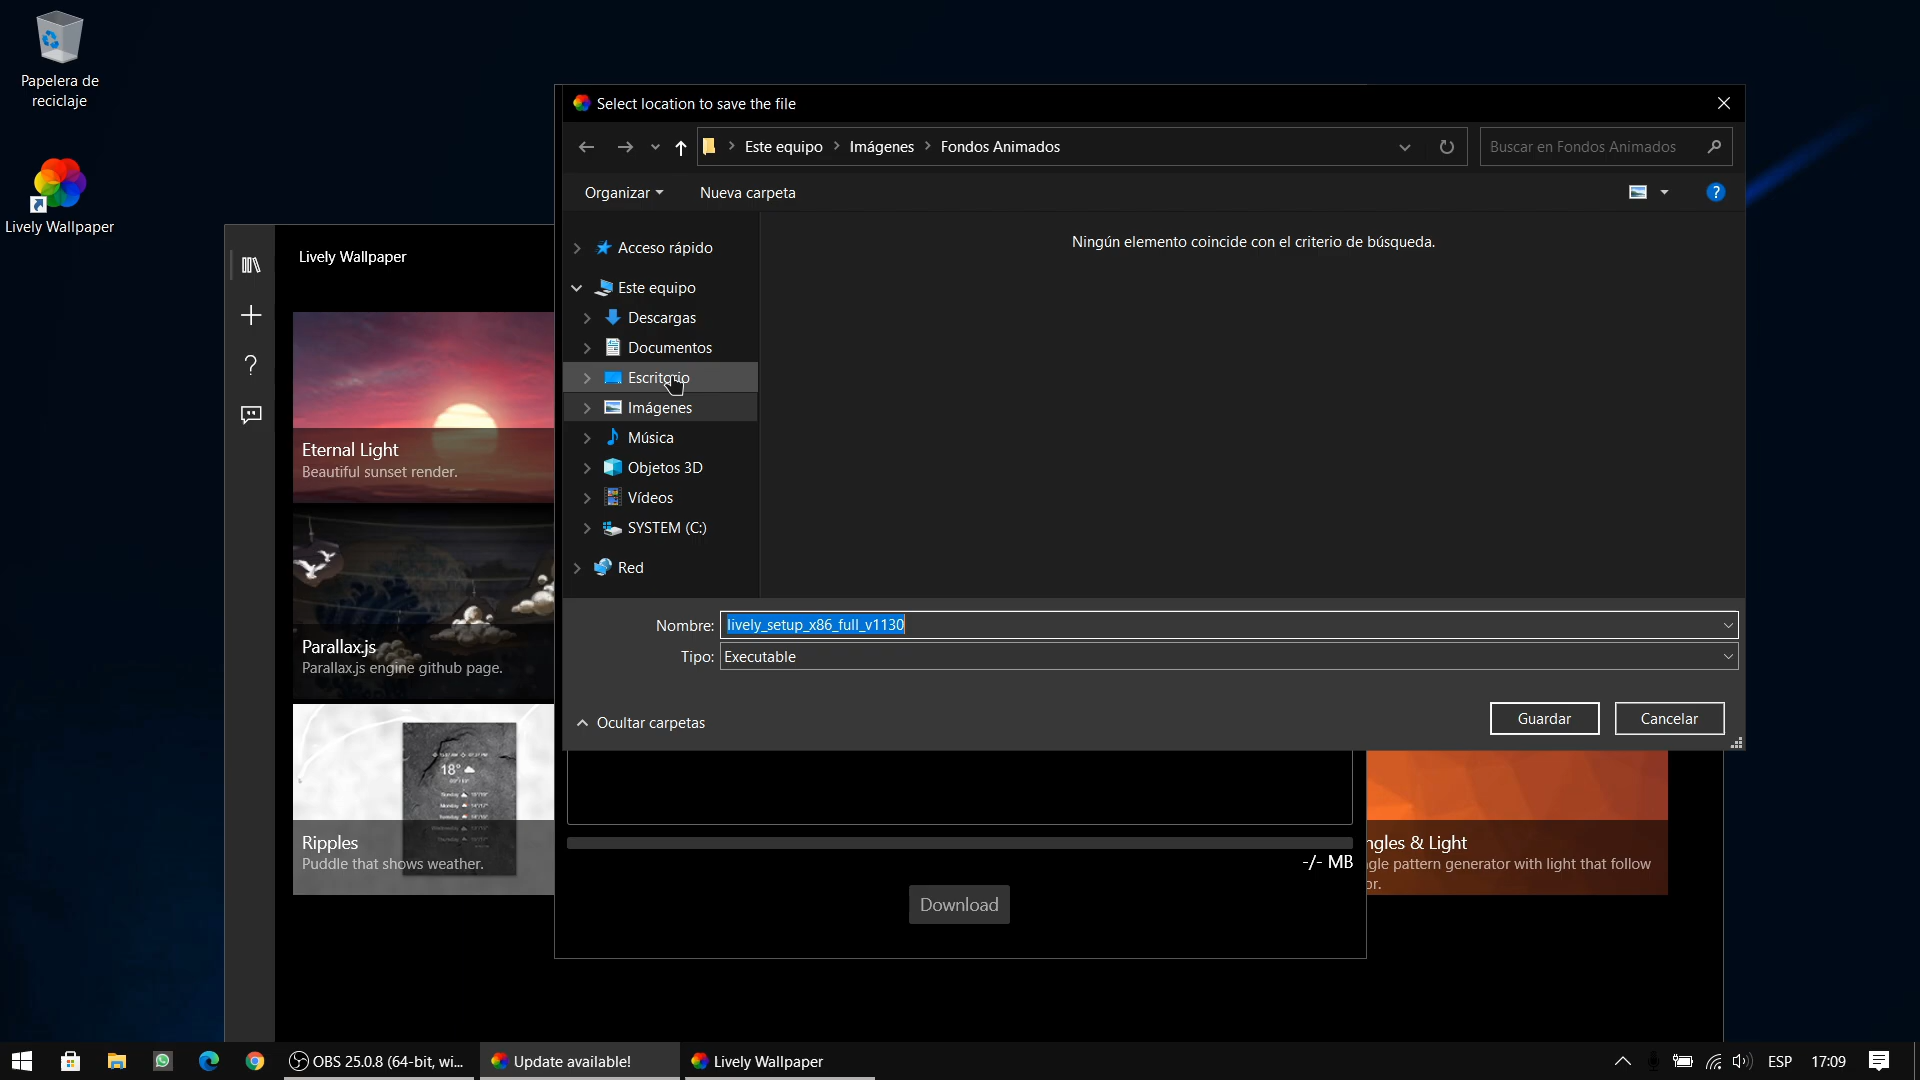 Papelera de
reciclaje
Lively Wallpaper
Select location to save the file
Este equipo
Imágenes
Fondos Animados
Buscar en Fondos Animados
Organizar
Nueva carpeta
?
Ningún elemento coincide con el criterio de búsqueda.
Acceso rápido
Este equipo
Descargas
Documentos
Escritorio
Imágenes
Música
Objetos 3D
Vídeos
SYSTEM (C:)
Red
Nombre: lively_setup_x86_full_v1130
Tipo: Executable
Ocultar carpetas
Guardar
Cancelar
Lively Wallpaper
Eternal Light
Beautiful sunset render.
Parallax.js
Parallax.js engine github page.
18°
Ripples
Puddle that shows weather.
ngles & Light
gle pattern generator with light that follow
or.
-/- MB
Download
OBS 25.0.8 (64-bit, wi...
Update available!
Lively Wallpaper
ESP
17:09